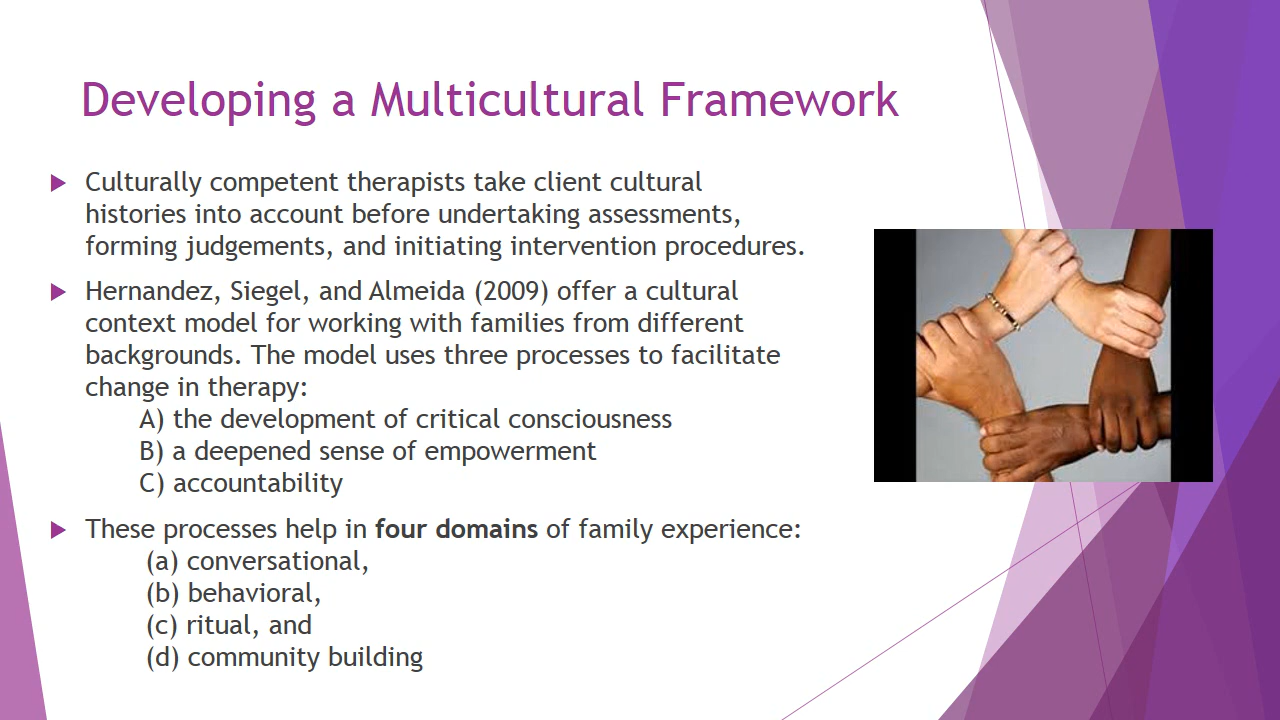 Developing a Multicultural Framework
Culturally competent therapists take client cultural
histories into account before undertaking assessments,
forming judgements, and initiating intervention procedures.
Hernandez, Siegel, and Almeida (2009) offer a cultural
context model for working with families from different
backgrounds. The model uses three processes to facilitate
change in therapy:
A) the development of critical consciousness
B) a deepened sense of empowerment
C) accountability
These processes help in four domains of family experience:
(a) conversational,
(b) behavioral,
(c) ritual, and
(d) community building